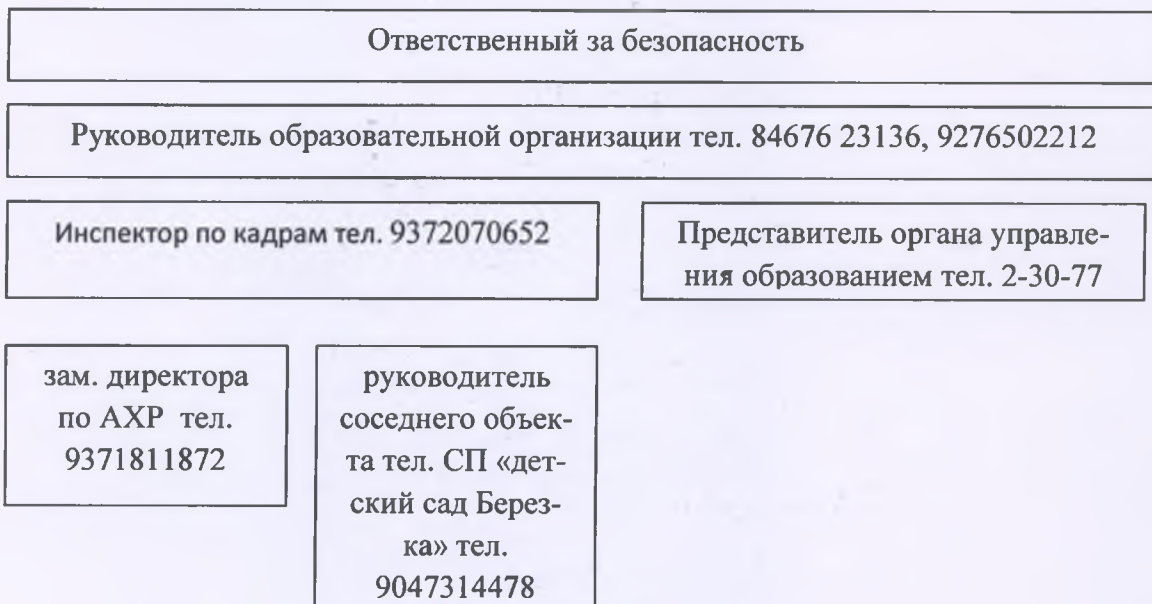 Ответственный за безопасность
Руководитель образовательной организации тел. 84676 23136, 9276502212
Инспектор по кадрам тел. 9372070652
Представитель органа управле-
ния образованием тел. 2-30-77
зам. директора
по АХР тел.
9371811872
руководитель
соседнего объек-
та тел. СП «дет-
ский сад Берез-
ка» тел.
9047314478